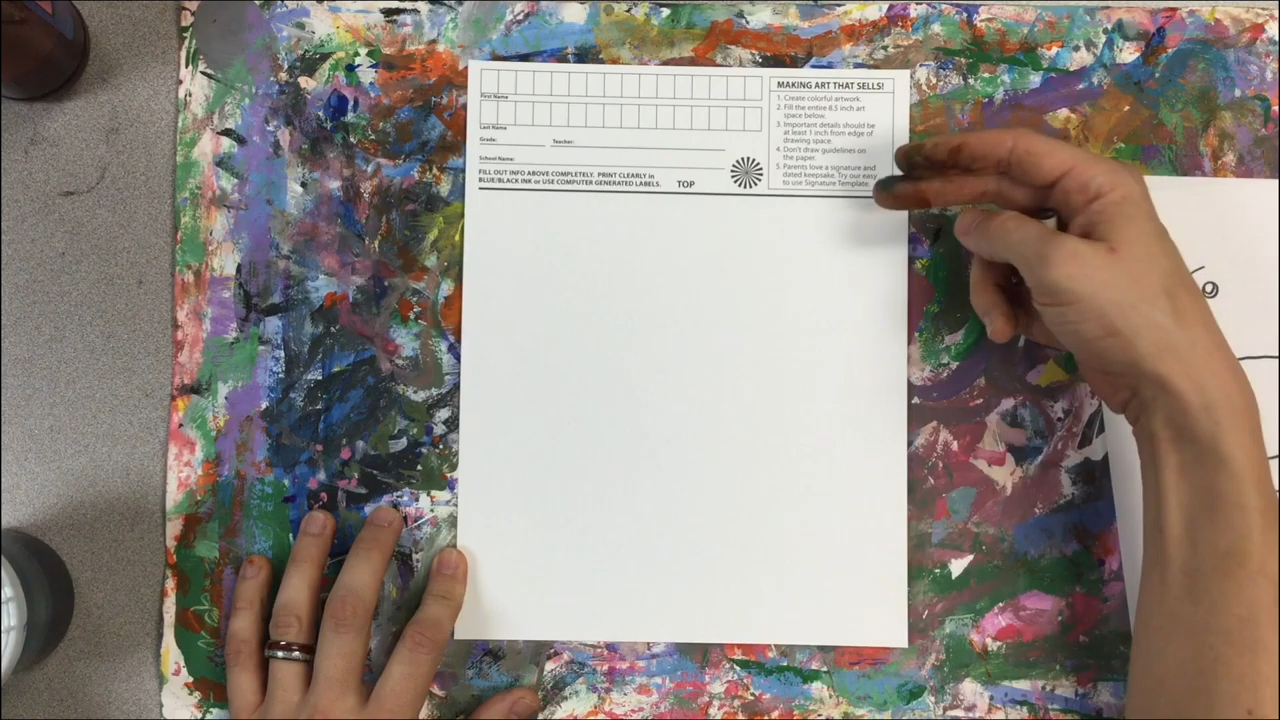 First Name
Last Name
Grade: Teacher:
School Name:
FILL OUT INFO ABOVE COMPLETELY. PRINT CLEARLY in
BLUE/BLACK INK or USE COMPUTER GENERATED LABELS.
TOP
MAKING ART THAT SELLS!
1. Create colorful artwork.
2. Fill the entire 8.5 inch art
space below.
3. Important details should be
at least 1 inch from edge of
drawing space.
4. Don't draw guidelines on
the paper.
5. Parents love a signature and
dated keepsake. Try our easy
to use Signature Template.